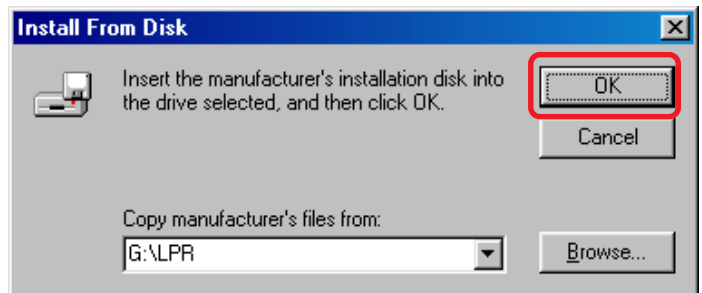 Install From Disk
Insert the manufacturer's installation disk into
the drive selected, and then click OK.
OK
Cancel
Copy manufacturer's files from:
G:\LPR
Browse...